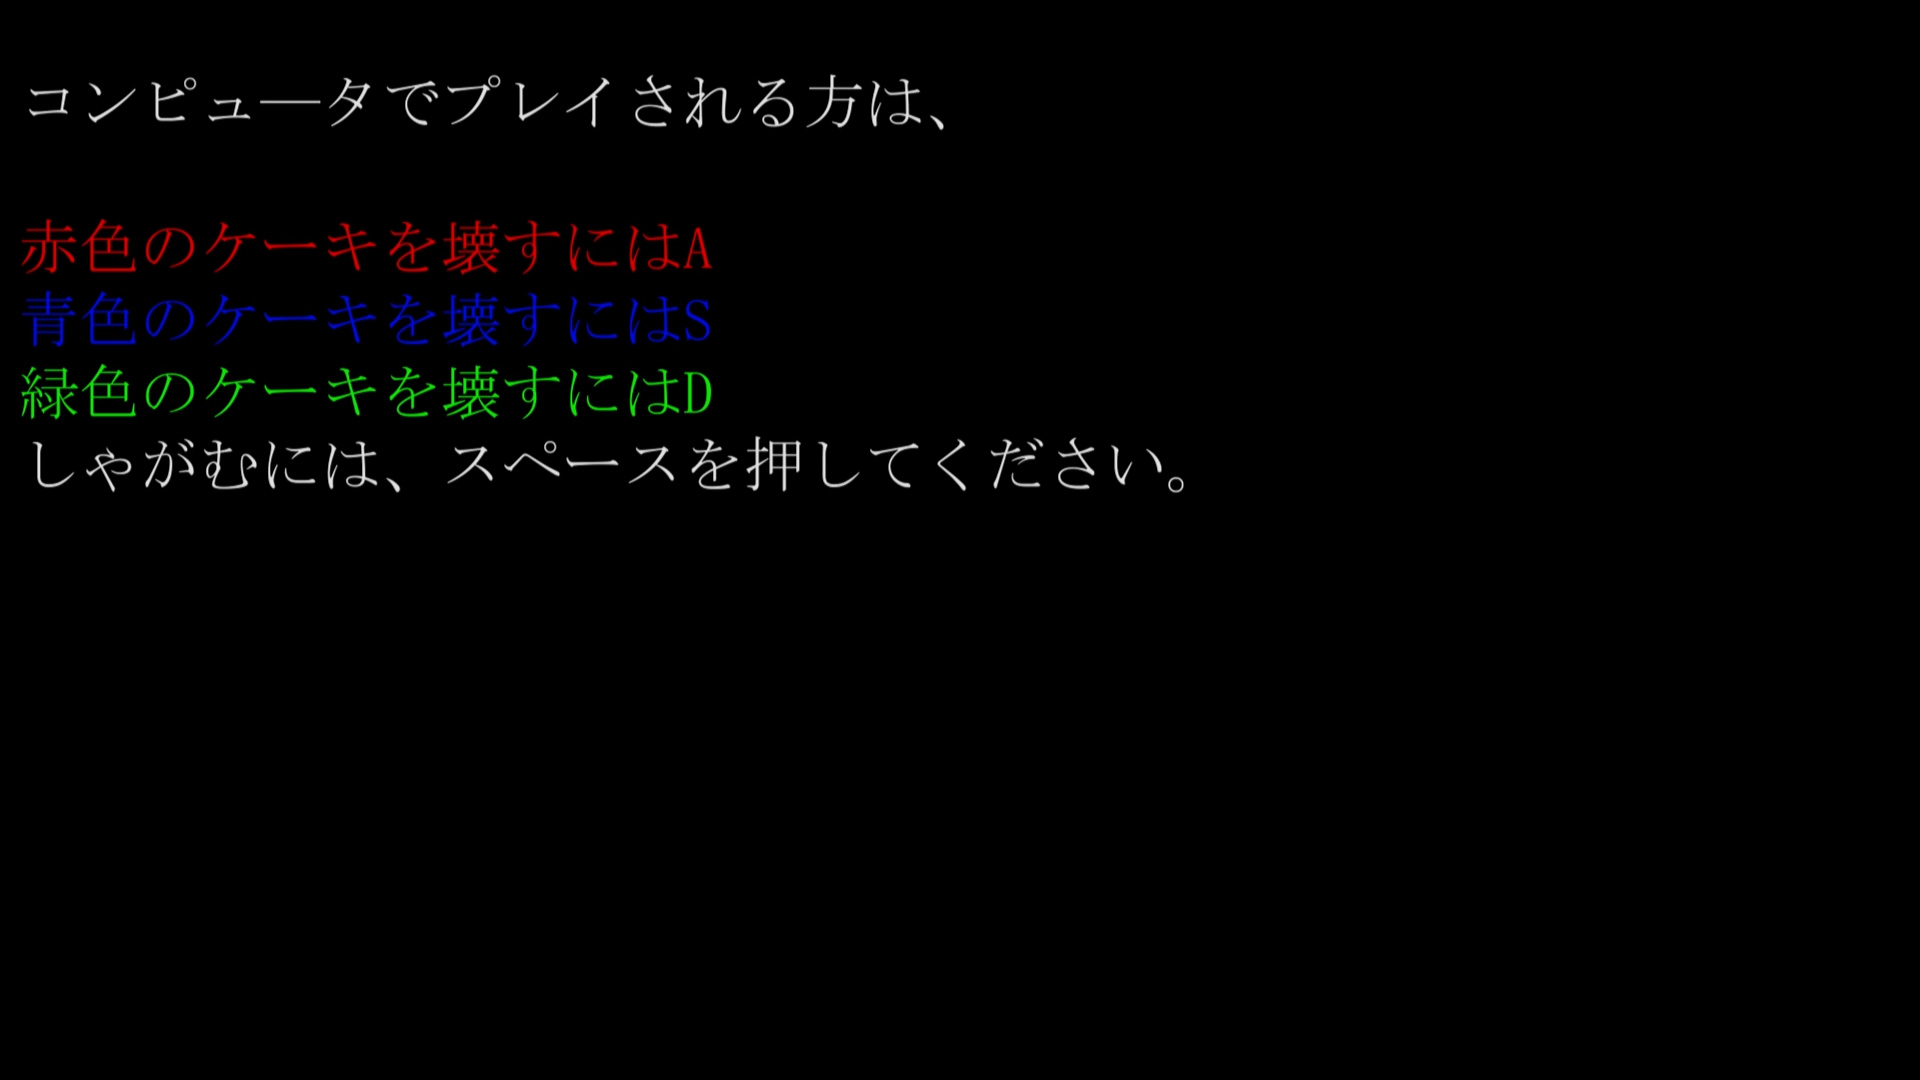 コンピュ―タでプレイされる方は、
赤色のケーキを壊すにはA
青色のケーキを壊すにはS
緑色のケーキを壊すにはD
しゃがむには、スペースを押してください。